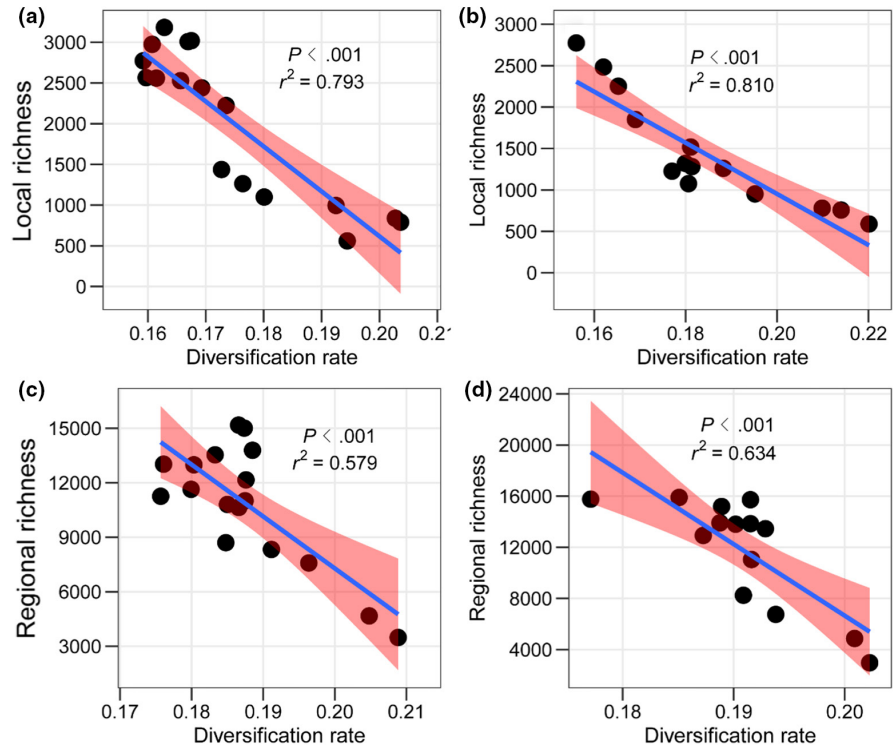 (a)
3000
2500
2000
1500
1000
500
0
Local richness
P < .001
r² = 0.793
0.16 0.17 0.18 0.19 0.20 0.21
Diversification rate
(b)
3000
2500
2000
1500
1000
500
0
Local richness
P < .001
r² = 0.810
0.16 0.18 0.20 0.22
Diversification rate
(c)
15000
12000
9000
6000
3000
Regional richness
P < .001
r² = 0.579
0.17 0.18 0.19 0.20 0.21
Diversification rate
(d)
24000
20000
16000
12000
8000
4000
Regional richness
P < .001
r² = 0.634
0.18 0.19 0.20
Diversification rate